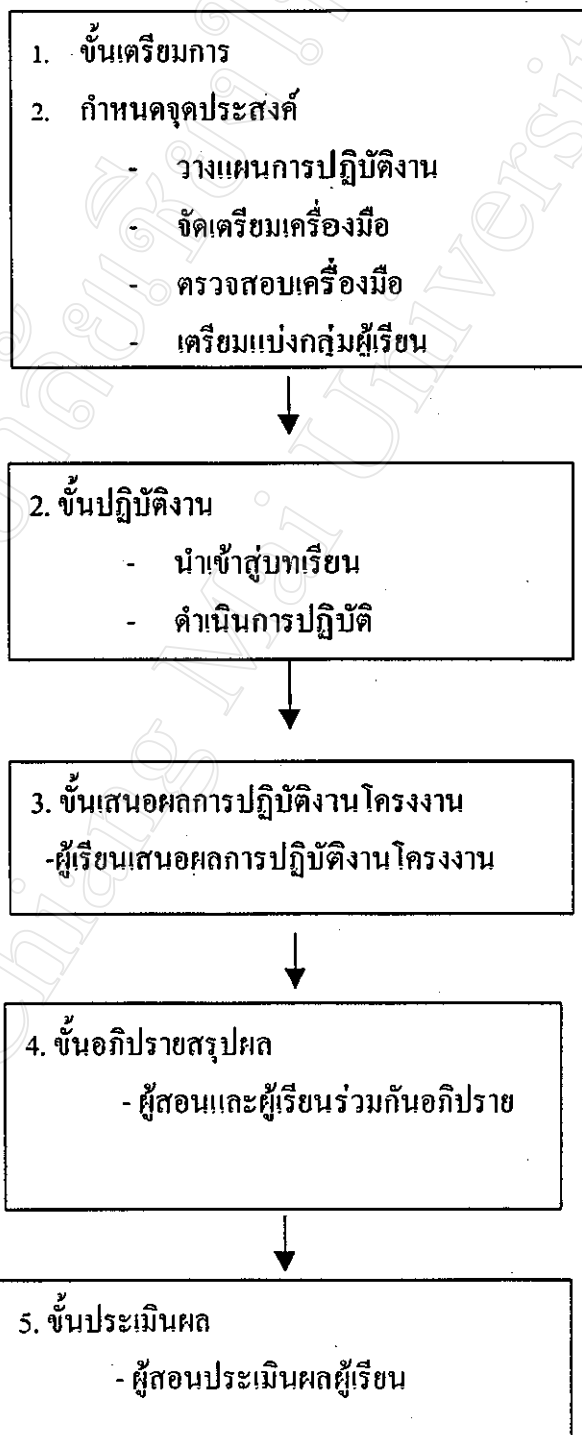 1. ขั้นเตรียมการ
2. กำหนดจุดประสงค์
- วางแผนการปฏิบัติงาน
- จัดเตรียมเครื่องมือ
- ตรวจสอบเครื่องมือ
- เตรียมแบ่งกลุ่มผู้เรียน
2. ขั้นปฏิบัติงาน
- นำเข้าสู่บทเรียน
- ดำเนินการปฏิบัติ
3. ขั้นเสนอผลการปฏิบัติงานโครงงาน
-ผู้เรียนเสนอผลการปฏิบัติงานโครงงาน
4. ขั้นอภิปรายสรุปผล
- ผู้สอนและผู้เรียนร่วมกันอภิปราย
5. ขั้นประเมินผล
- ผู้สอนประเมินผลผู้เรียน